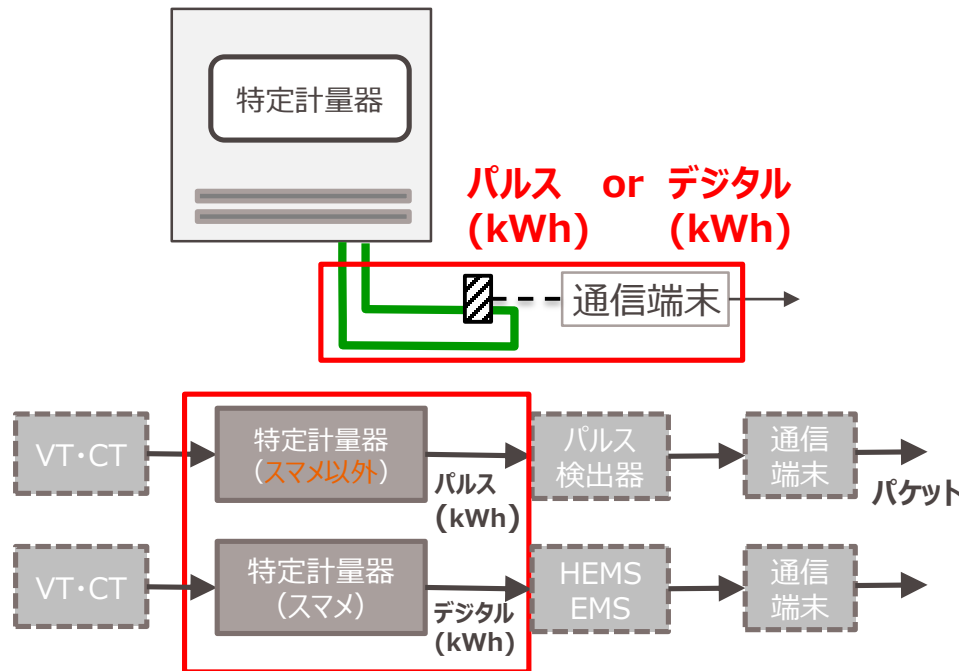 特定計量器
パルス or デジタル
(kWh) (kWh)
通信端末
VT・CT
特定計量器
(スマメ以外)
パルス
(kWh)
パルス
検出器
通信
端末
パケット
VT・CT
特定計量器
(スマメ)
デジタル
(kWh)
HEMS
EMS
通信
端末